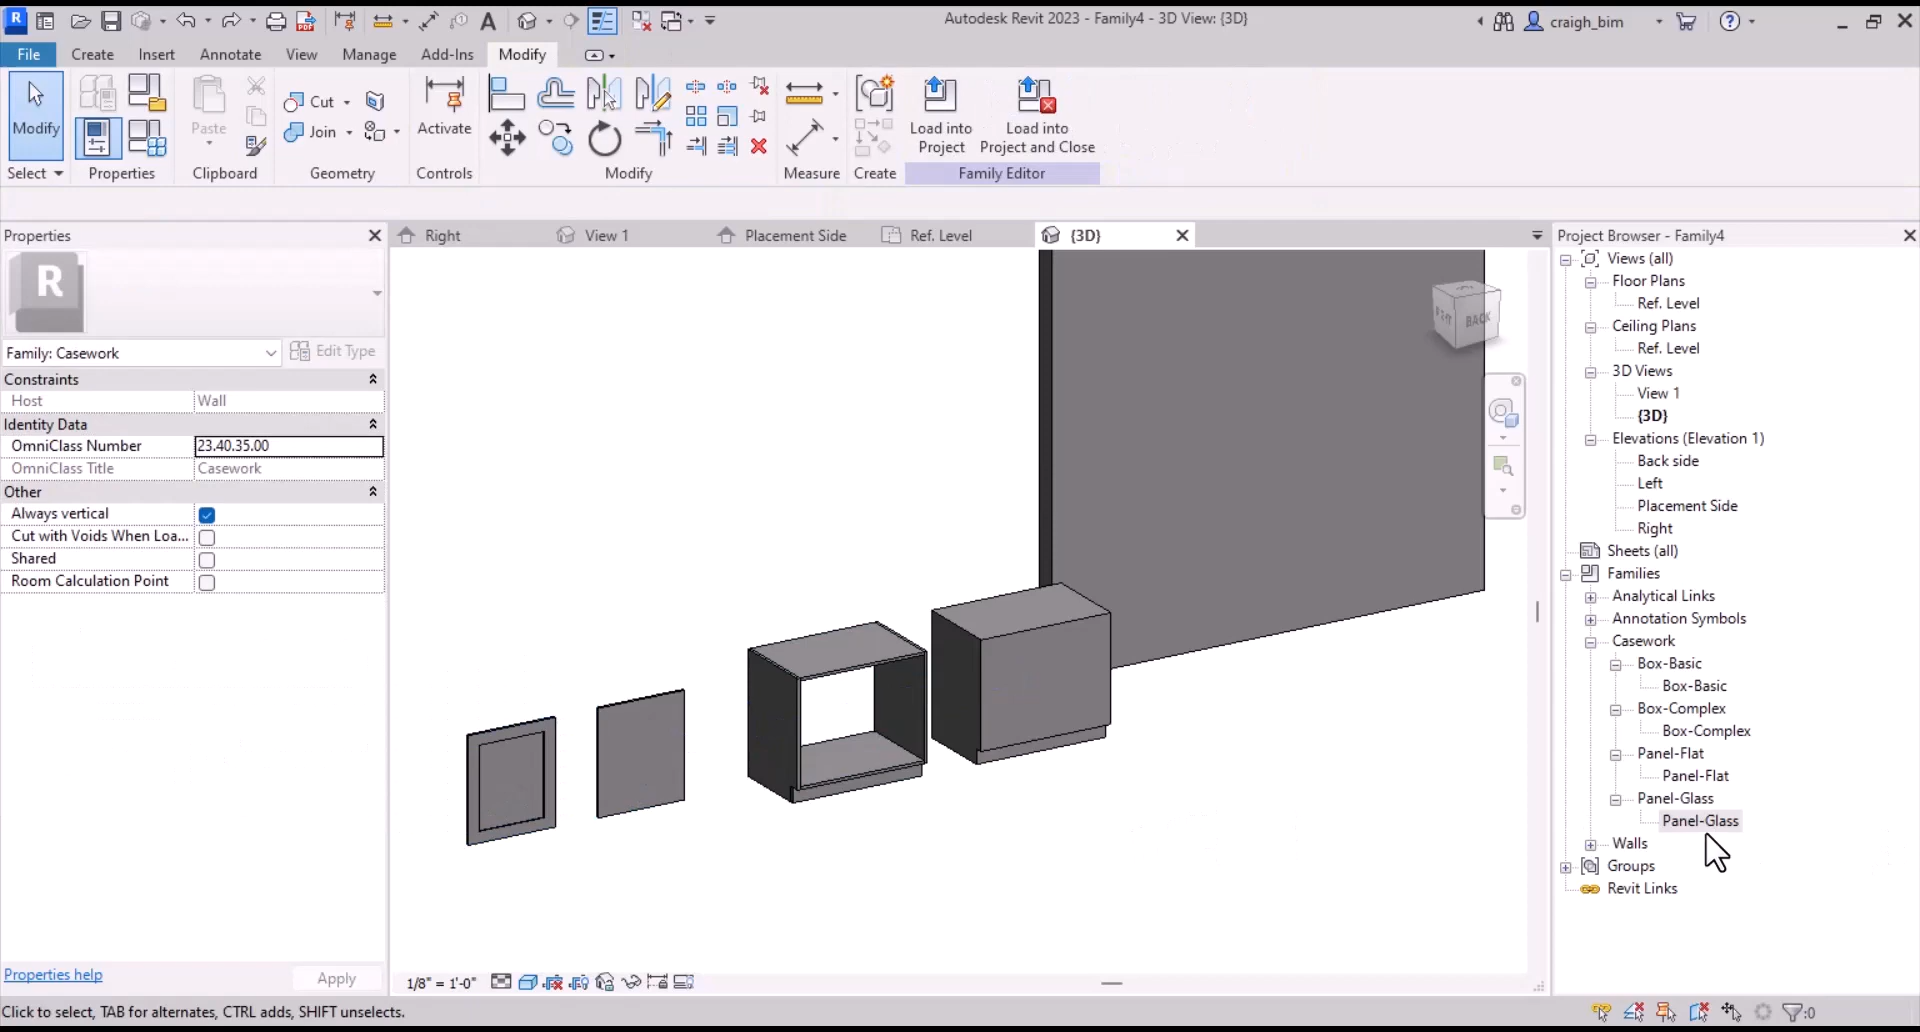 Autodesk Revit 2023 - Family4 - 3D View: {3D}
craigh_bim
File
Create
Insert
Annotate
View
Manage
Add-Ins
Modify
Modify
Select
Properties
Paste
Clipboard
Cut
Join
Geometry
Activate
Controls
Modify
Measure
Create
Load into
Project
Load into
Project and Close
Family Editor
Properties
R
Family: Casework
Edit Type
Constraints
Host Wall
Identity Data
OmniClass Number 23.40.35.00
OmniClass Title Casework
Other
Always vertical
Cut with Voids When Loa...
Shared
Room Calculation Point
Properties help
Apply
Right
View 1
Placement Side
Ref. Level
{3D}
BACK
1/8" = 1'-0"
Project Browser - Family4
Views (all)
Floor Plans
Ref. Level
Ceiling Plans
Ref. Level
3D Views
View 1
{3D}
Elevations (Elevation 1)
Back side
Left
Placement Side
Right
Sheets (all)
Families
Analytical Links
Annotation Symbols
Casework
Box-Basic
Box-Basic
Box-Complex
Box-Complex
Panel-Flat
Panel-Flat
Panel-Glass
Panel-Glass
Walls
Groups
Revit Links
Click to select, TAB for alternates, CTRL adds, SHIFT unselects.
:0